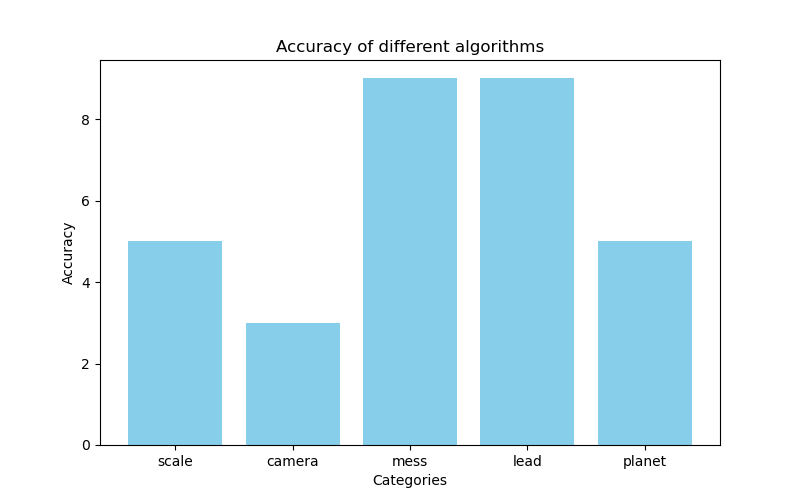 Accuracy of different algorithms
8
6
4
2
0
Accuracy
scale camera mess lead planet
Categories